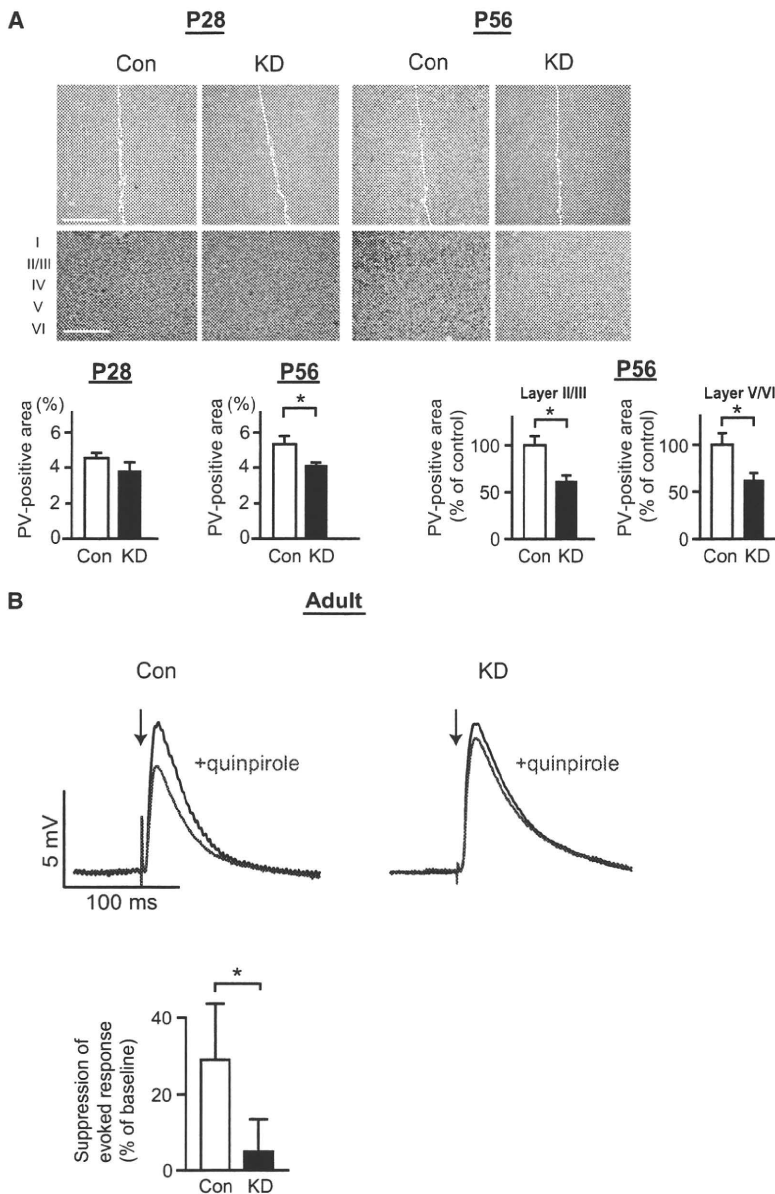 A
P28 P56
Con KD Con KD
I
II/III
IV
V
VI
P28 P56 P56
PV-positive area (%)
6
4
2
0
Con KD
PV-positive area (%)
6
4
2
0
*
Con KD
Layer II/III
PV-positive area
(% of control)
100
50
0
*
Con KD
Layer V/VI
PV-positive area
(% of control)
100
50
0
*
Con KD
B Adult
Con KD
+quinpirole +quinpirole
5 mV
100 ms
Suppression of
evoked response
(% of baseline)
40
20
0
*
Con KD